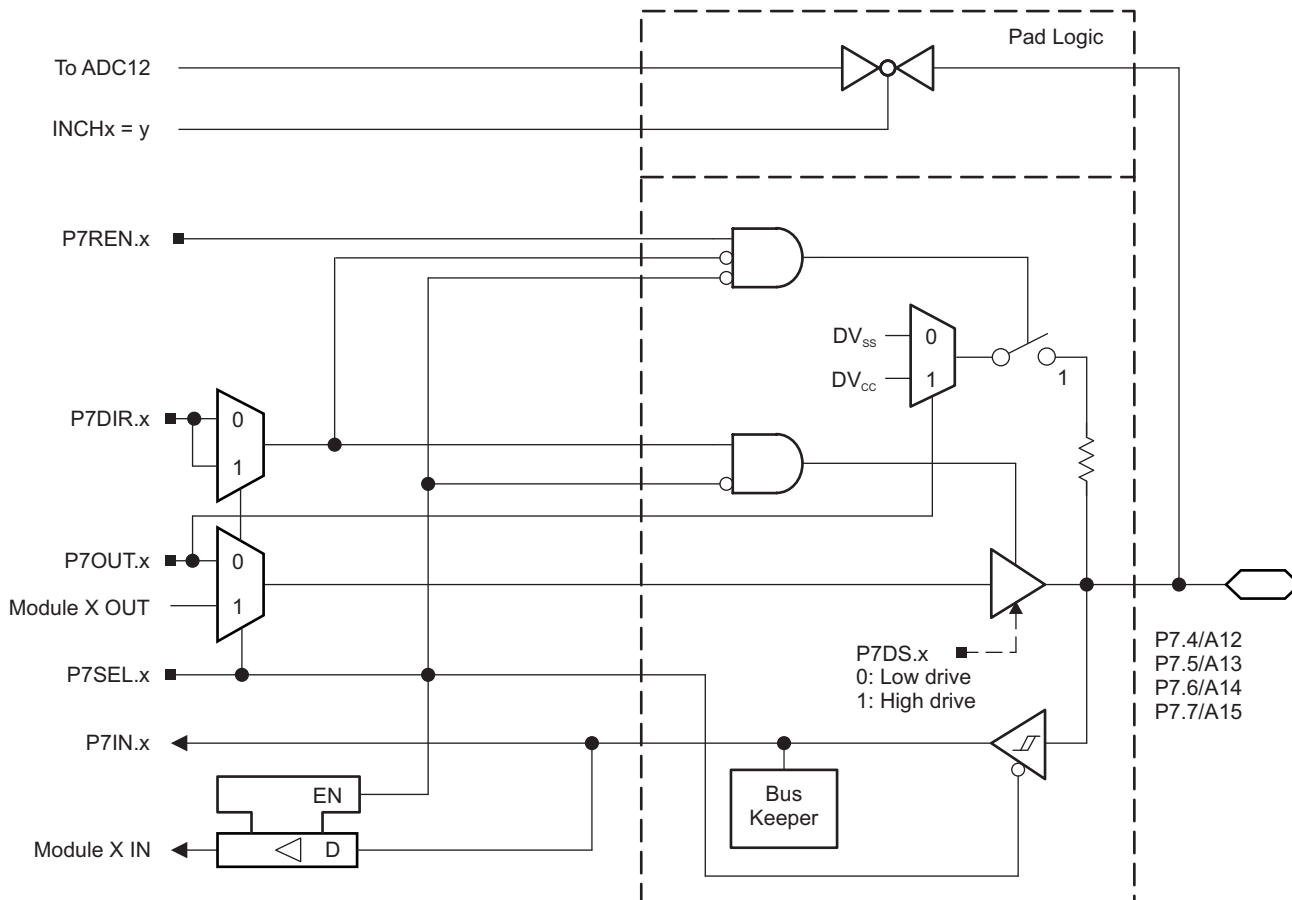 Pad Logic
To ADC12
INCHx = y
P7REN.x
DVSS
0
DVCC
1
1
P7DIR.x
0
1
P7OUT.x
0
Module X OUT
1
P7DS.x
0: Low drive
1: High drive
P7.4/A12
P7.5/A13
P7.6/A14
P7.7/A15
P7SEL.x
P7IN.x
EN
Bus
Keeper
Module X IN
D